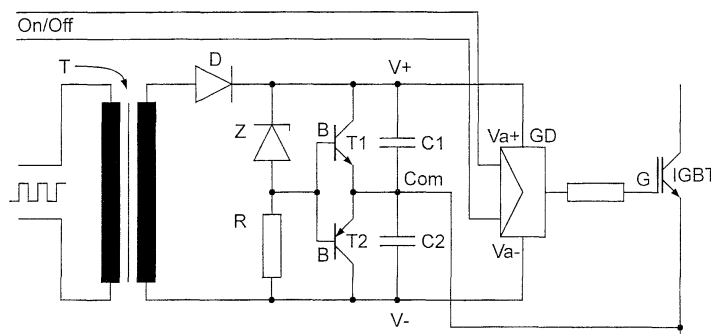 On/Off
T
D
V+
Z
B
T1
C1
Va+
GD
Com
G
IGBT
R
T2
B
C2
Va-
V-